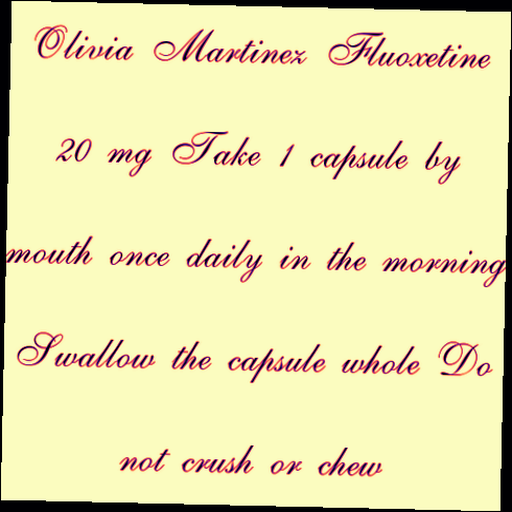 Olivia Martinez Fluoxetine
20 mg Take 1 capsule by
mouth once daily in the morning
Swallow the capsule whole Do
not crush or chew